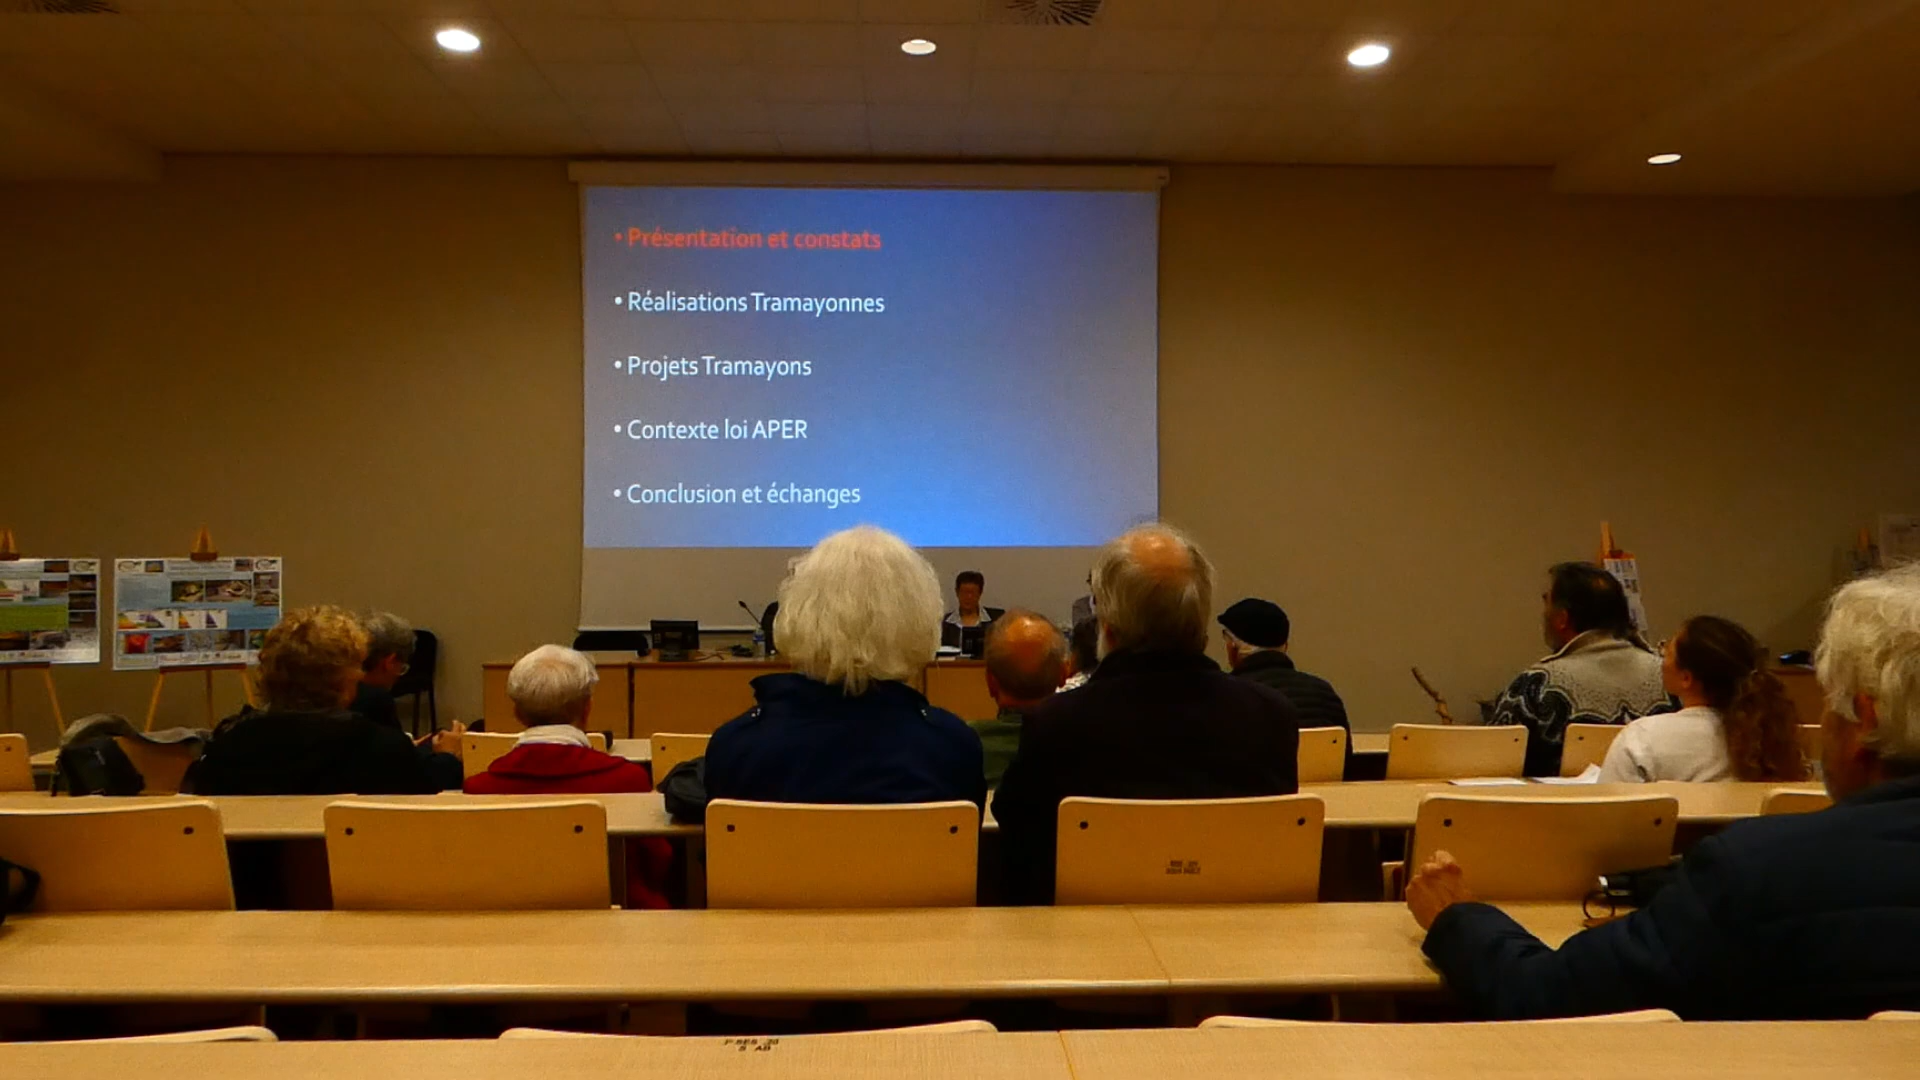 • Présentation et constats
• Réalisations Tramayonnes
• Projets Tramayons
• Contexte loi APER
• Conclusion et échanges